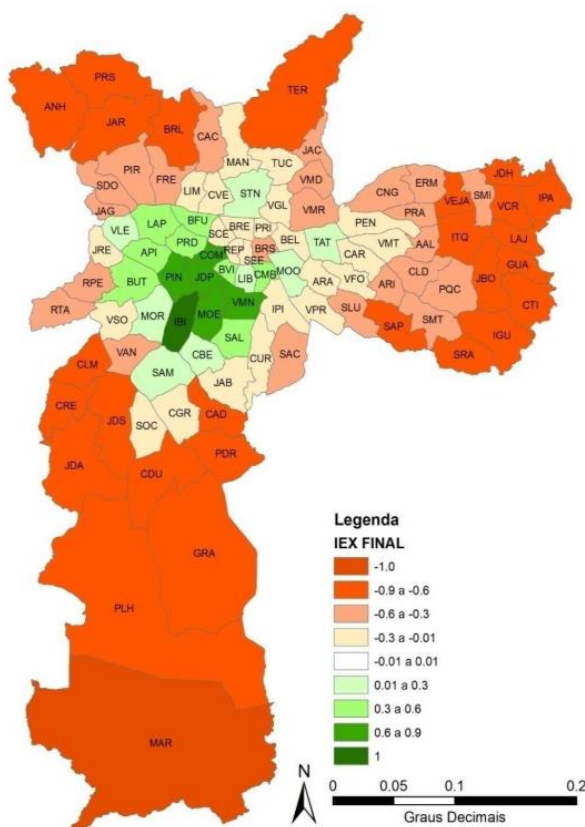 TER
PRS
ANH
JAR
BRL
CAC
JAC
MAN
TUC
PIR
FRE
VMD
SDO
LIM
CVE
STN
CNG
ERM
JDH
VEJA
SMI
IPA
VCR
JAG
VGL
VMR
PRA
PEN
LAP
BFU
VLE
SCE
BRE
PRI
BEL
TAT
VMT
AAL
ITQ
LAJ
JRE
PRD
API
COM
REP
BRS
SEE
CAR
GUA
RPE
BUT
PIN
JDP
BVI
LIB
CMB
MOO
ARA
VFO
ARI
CLD
PQC
JBO
CTI
RTA
VSO
MOR
IBI
MOE
VMN
IPI
VPR
SLU
SMT
SAP
IGU
SRA
CLM
VAN
SAM
CBE
SAL
CUR
SAC
JAB
CRE
JDS
SOC
CGR
CAD
JDA
CDU
PDR
GRA
PLH
MAR
Legenda
IEX FINAL
-1.0
-0.9 a -0.6
-0.6 a -0.3
-0.3 a -0.01
-0.01 a 0.01
0.01 a 0.3
0.3 a 0.6
0.6 a 0.9
1
N
0 0.05 0.1 0.2
Graus Decimais